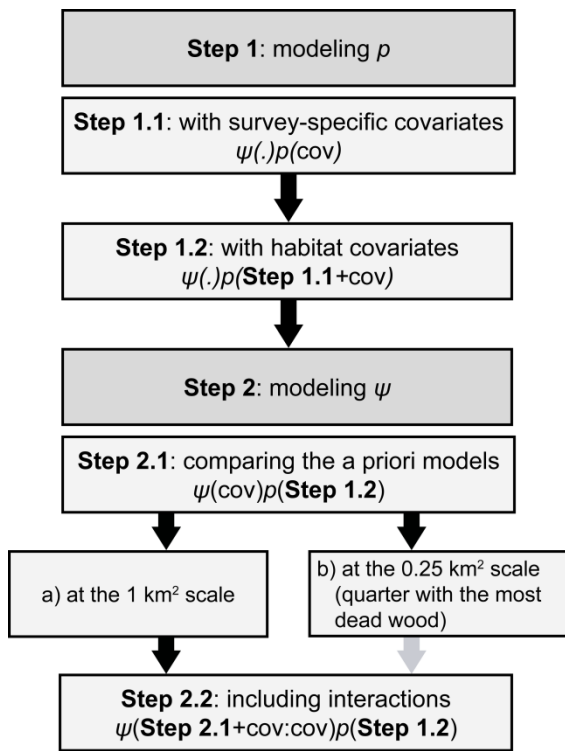 Step 1: modeling p
Step 1.1: with survey-specific covariates
ψ(.)p(cov)
Step 1.2: with habitat covariates
ψ(.)p(Step 1.1+cov)
Step 2: modeling ψ
Step 2.1: comparing the a priori models
ψ(cov)p(Step 1.2)
a) at the 1 km² scale
b) at the 0.25 km² scale
(quarter with the most
dead wood)
Step 2.2: including interactions
ψ(Step 2.1+cov:cov)p(Step 1.2)